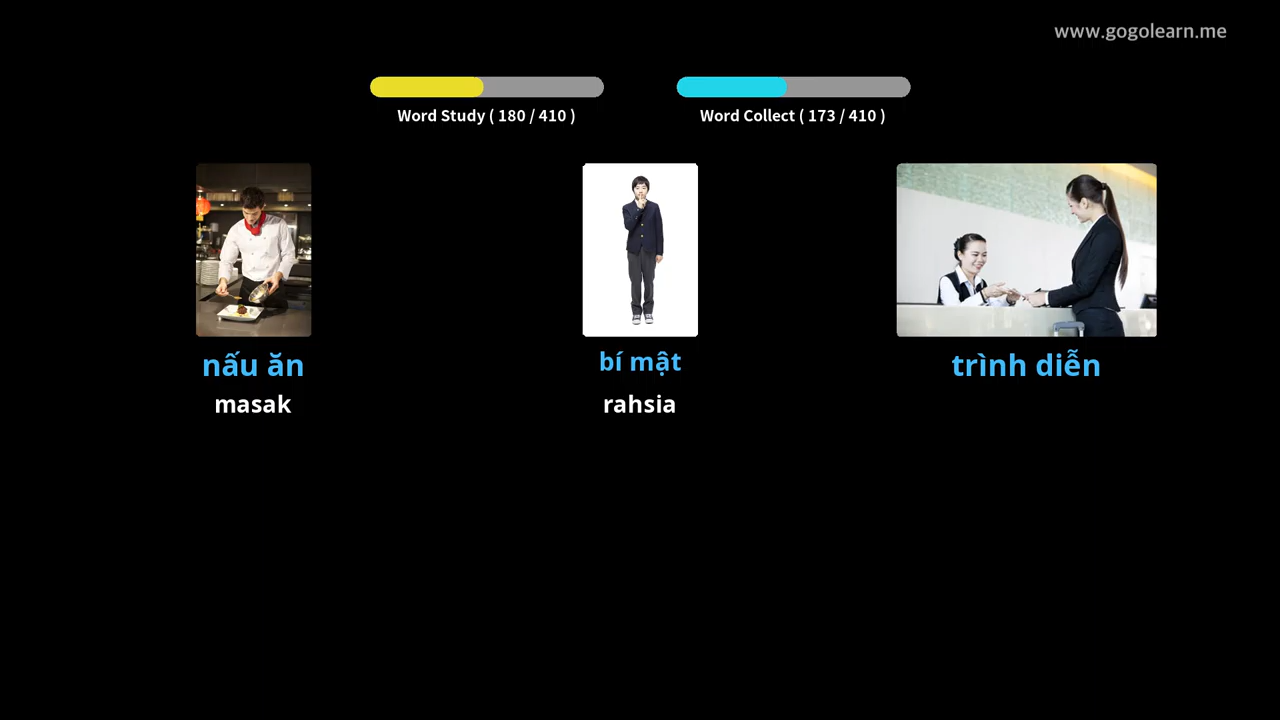 www.gogolearn.me
Word Study ( 180 / 410 )
Word Collect ( 173 / 410 )
nấu ăn
masak
bí mật
rahsia
trình diễn